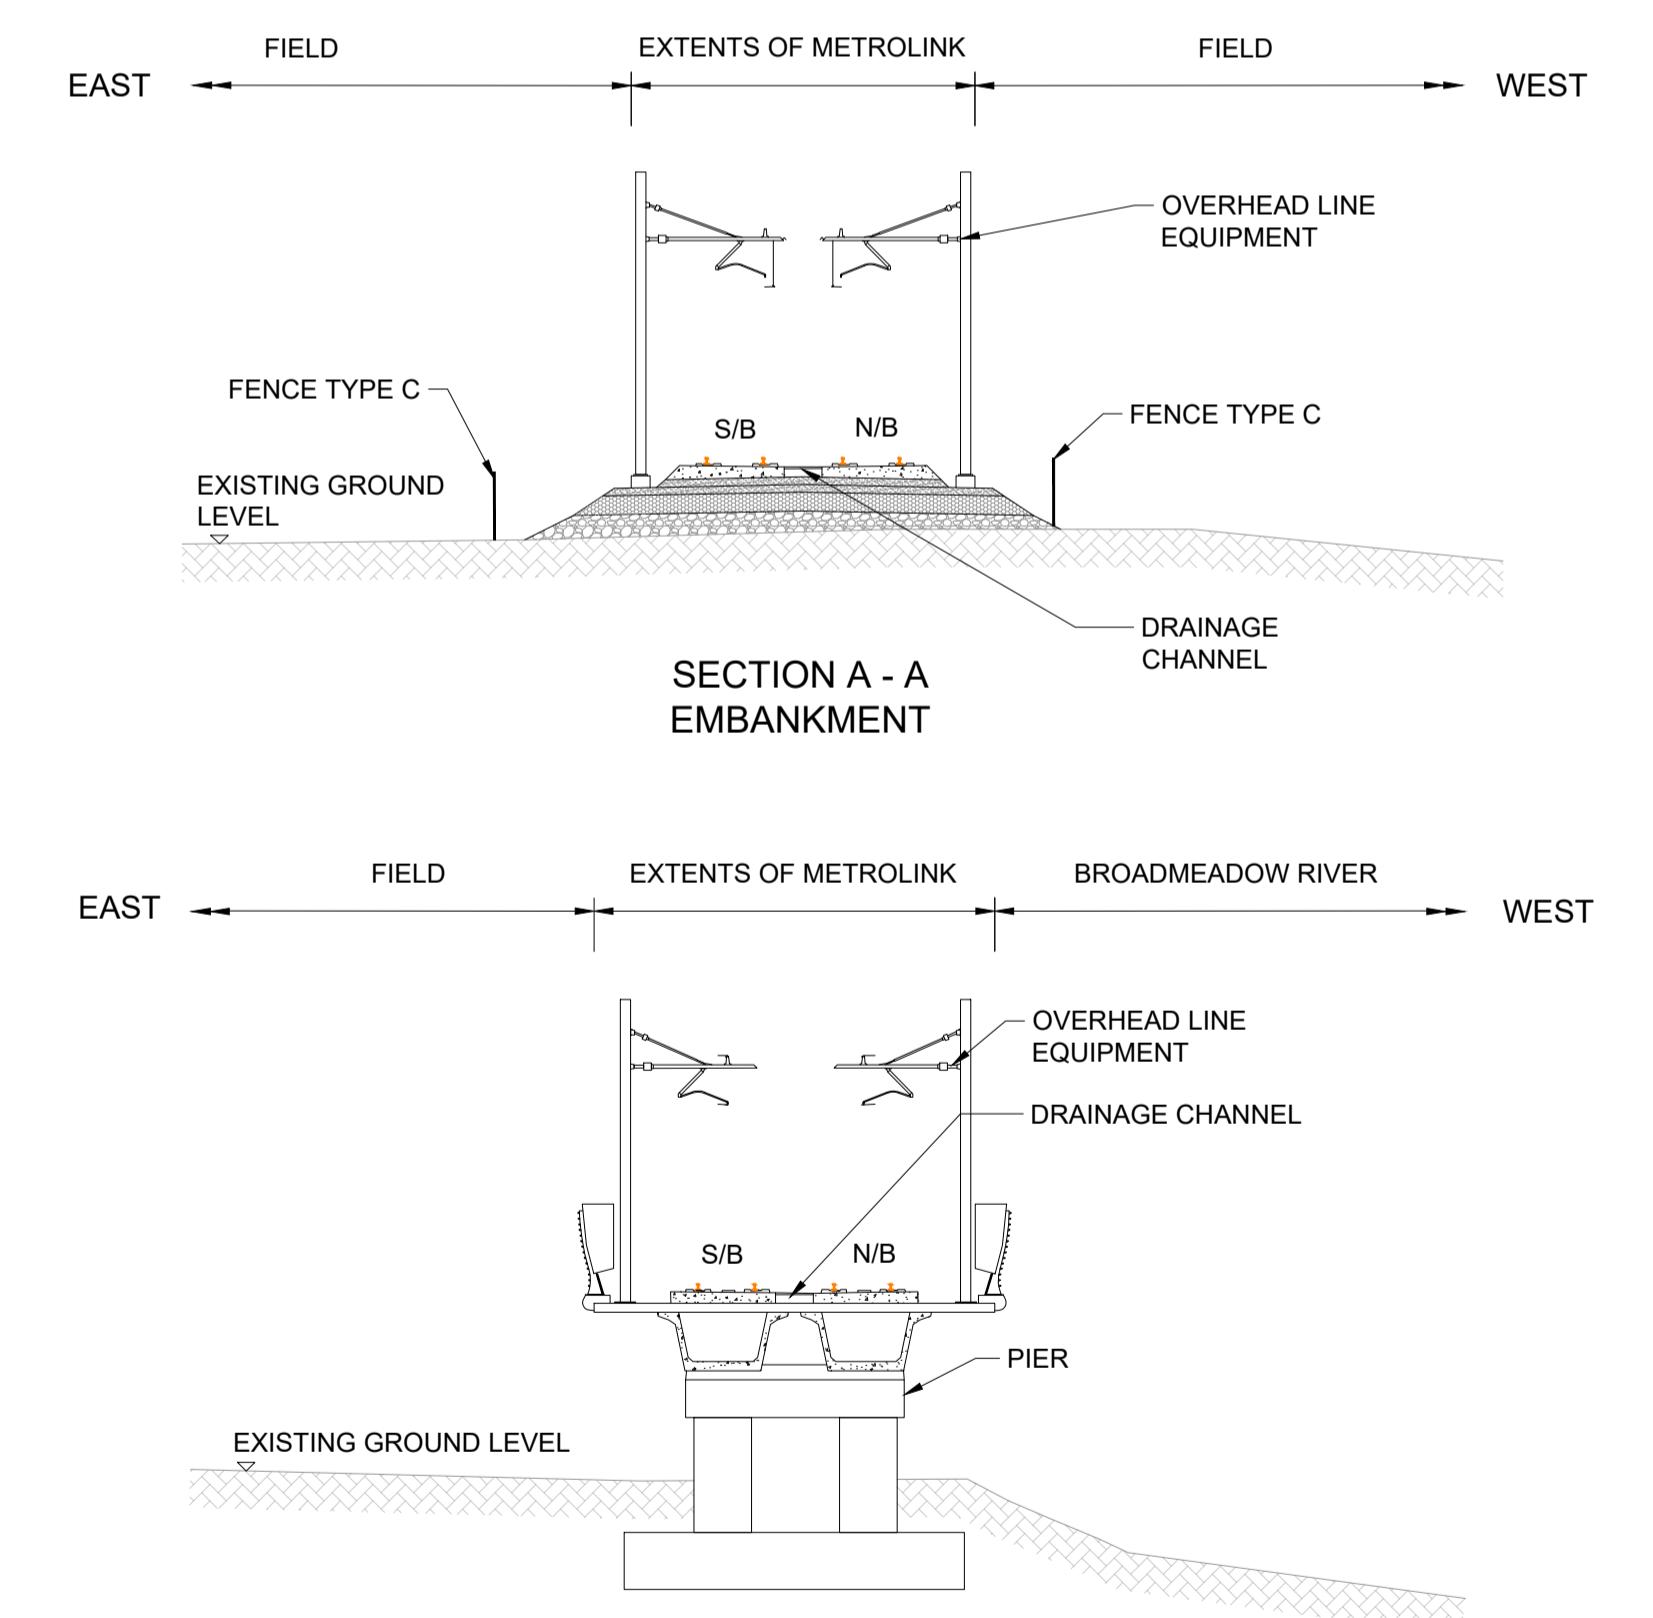 FIELD
EXTENTS OF METROLINK
FIELD
EAST
WEST
OVERHEAD LINE
EQUIPMENT
FENCE TYPE C
FENCE TYPE C
S/B
N/B
EXISTING GROUND
LEVEL
DRAINAGE
CHANNEL
SECTION A - A
EMBANKMENT
FIELD
EXTENTS OF METROLINK
BROADMEADOW RIVER
EAST
WEST
OVERHEAD LINE
EQUIPMENT
DRAINAGE CHANNEL
S/B
N/B
PIER
EXISTING GROUND LEVEL